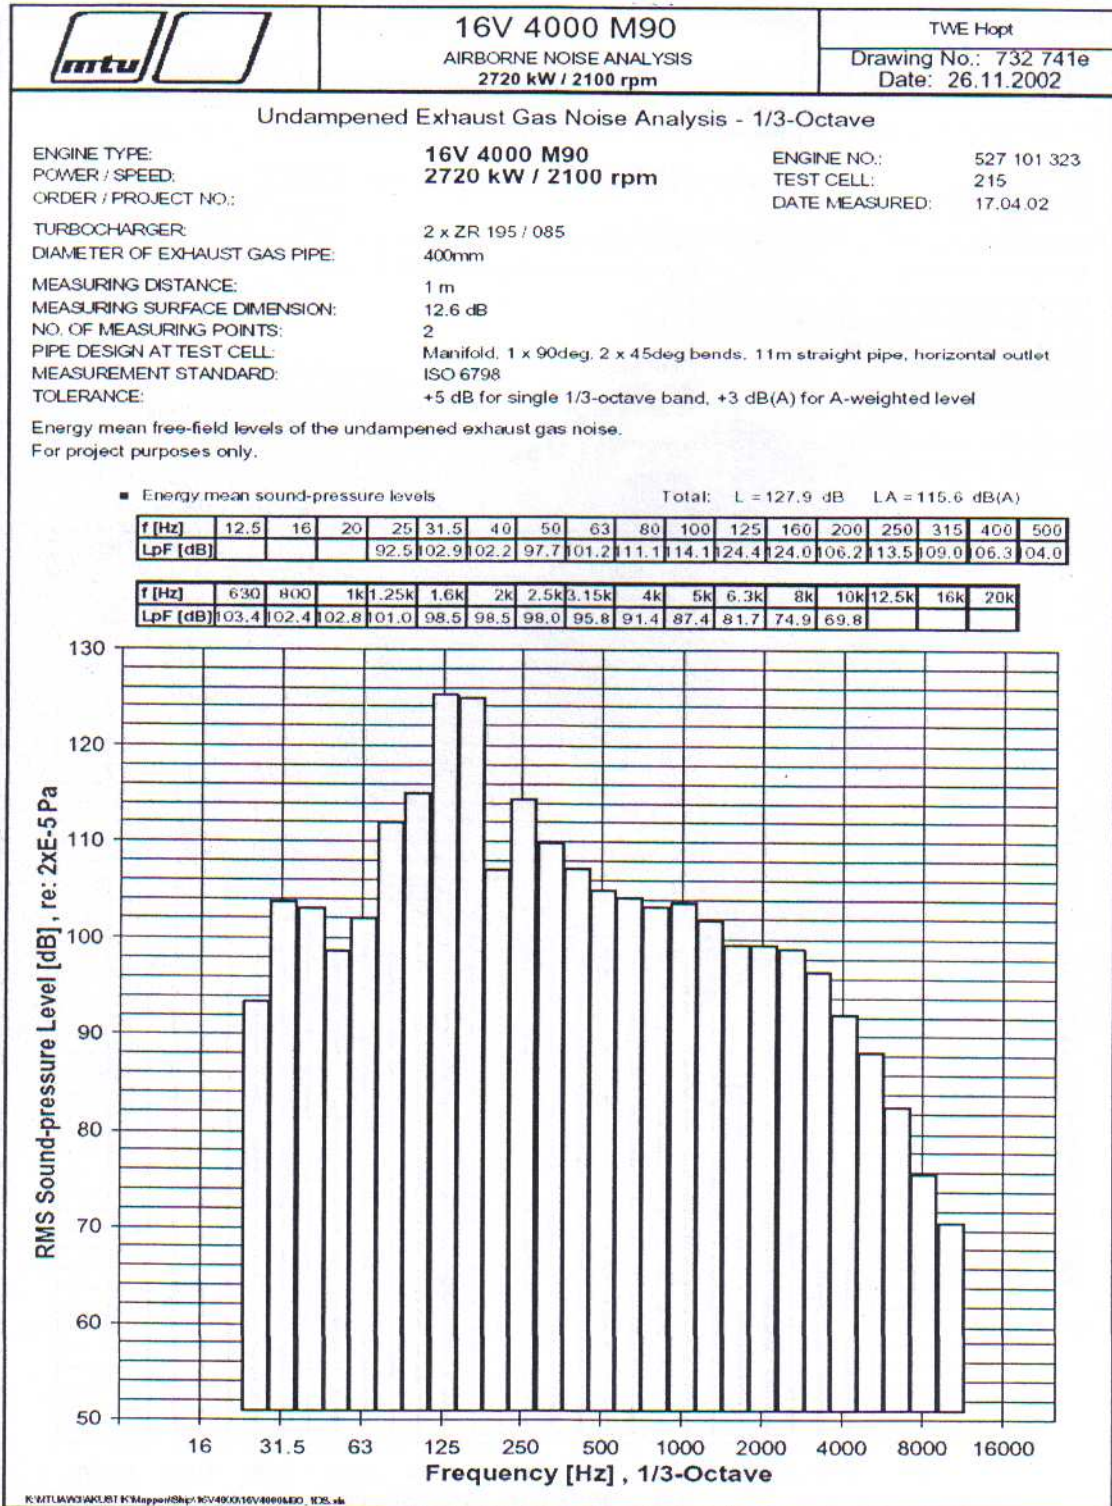 mtu
16V 4000 M90
AIRBORNE NOISE ANALYSIS
2720 kW / 2100 rpm
TWE Hopt
Drawing No.: 732 741e
Date: 26.11.2002
Undampened Exhaust Gas Noise Analysis - 1/3-Octave
ENGINE TYPE: 16V 4000 M90 ENGINE NO.: 527 101 323
POWER / SPEED: 2720 kW / 2100 rpm TEST CELL: 215
ORDER / PROJECT NO.: DATE MEASURED: 17.04.02
TURBOCHARGER: 2 x ZR 195 / 085
DIAMETER OF EXHAUST GAS PIPE: 400mm
MEASURING DISTANCE: 1 m
MEASURING SURFACE DIMENSION: 12.6 dB
NO. OF MEASURING POINTS: 2
PIPE DESIGN AT TEST CELL: Manifold, 1 x 90deg, 2 x 45deg bends, 11m straight pipe, horizontal outlet
MEASUREMENT STANDARD: ISO 6798
TOLERANCE: +5 dB for single 1/3-octave band, +3 dB(A) for A-weighted level
Energy mean free-field levels of the undampened exhaust gas noise.
For project purposes only.
Energy mean sound-pressure levels Total: L = 127.9 dB LA = 115.6 dB(A)
f [Hz] 12.5 16 20 25 31.5 40 50 63 80 100 125 160 200 250 315 400 500
LpF [dB] 92.5 102.9 102.2 97.7 101.2 111.1 114.1 124.4 124.0 106.2 113.5 109.0 106.3 104.0
f [Hz] 630 800 1k 1.25k 1.6k 2k 2.5k 3.15k 4k 5k 6.3k 8k 10k 12.5k 16k 20k
LpF [dB] 103.4 102.4 102.8 101.0 98.5 98.5 98.0 95.8 91.4 87.4 81.7 74.9 69.8
RMS Sound-pressure Level [dB] , re: 2xE-5 Pa
130
120
110
100
90
80
70
60
50
16 31.5 63 125 250 500 1000 2000 4000 8000 16000
Frequency [Hz] , 1/3-Octave